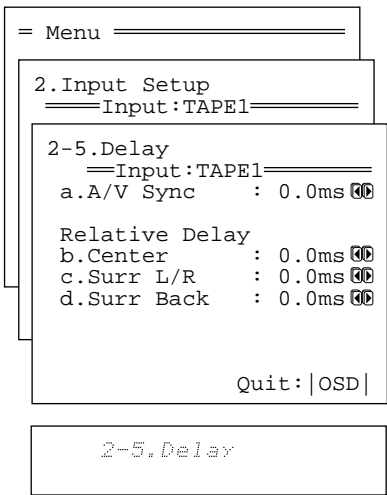 = Menu
2.Input Setup
Input:TAPE1
2-5.Delay
Input:TAPE1
a.A/V Sync : 0.0ms
Relative Delay
b.Center : 0.0ms
c.Surr L/R : 0.0ms
d.Surr Back : 0.0ms
Quit:|OSD|
2-5.Delay